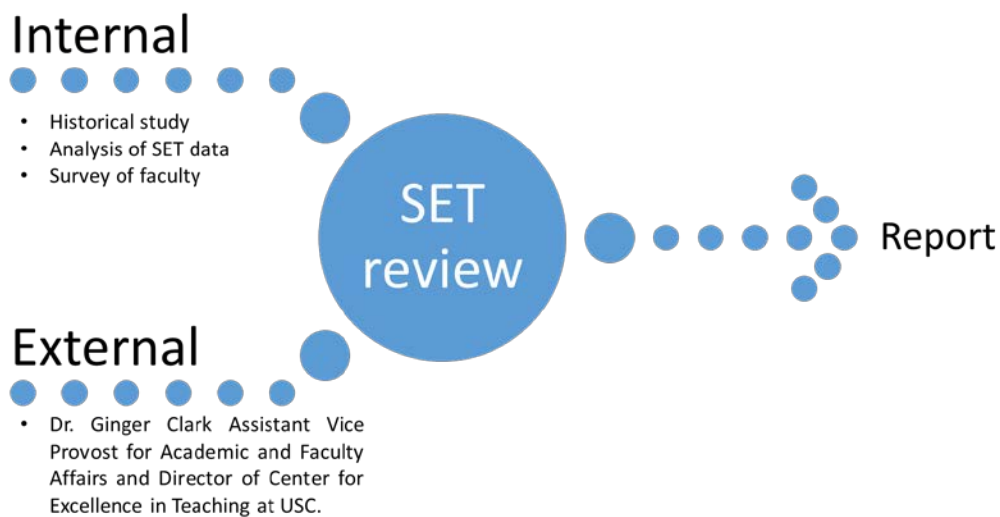 Internal
• Historical study
• Analysis of SET data
• Survey of faculty
SET
review
Report
External
• Dr. Ginger Clark Assistant Vice
Provost for Academic and Faculty
Affairs and Director of Center for
Excellence in Teaching at USC.